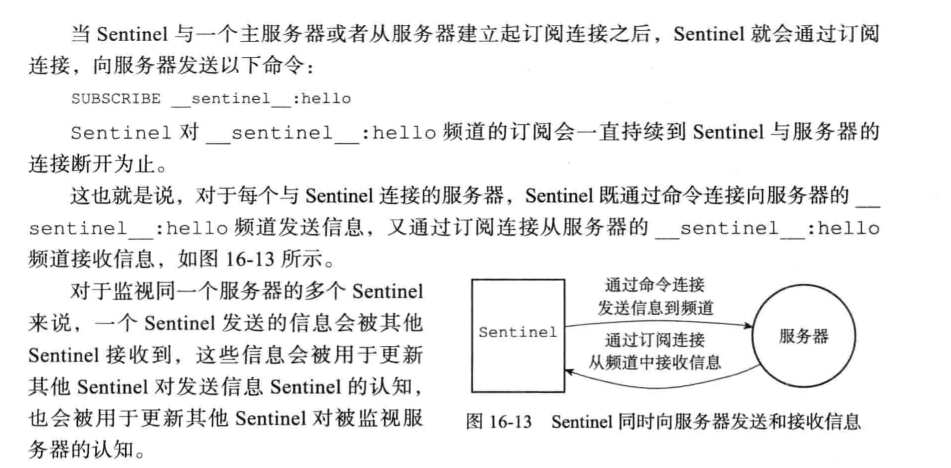 当 Sentinel 与一个主服务器或者从服务器建立起订阅连接之后，Sentinel 就会通过订阅
连接，向服务器发送以下命令：
SUBSCRIBE __sentinel__:hello
Sentinel 对 __sentinel__:hello 频道的订阅会一直持续到 Sentinel 与服务器的
连接断开为止。
这也就是说，对于每个与 Sentinel 连接的服务器，Sentinel 既通过命令连接向服务器的 __
sentinel__:hello 频道发送信息，又通过订阅连接从服务器的 __sentinel__:hello
频道接收信息，如图 16-13 所示。
对于监视同一个服务器的多个 Sentinel
来说，一个 Sentinel 发送的信息会被其他
Sentinel 接收到，这些信息会被用于更新
其他 Sentinel 对发送信息 Sentinel 的认知，
也会被用于更新其他 Sentinel 对被监视服
务器的认知。
通过命令连接
发送信息到频道
Sentinel
服务器
通过订阅连接
从频道中接收信息
图 16-13 Sentinel 同时向服务器发送和接收信息